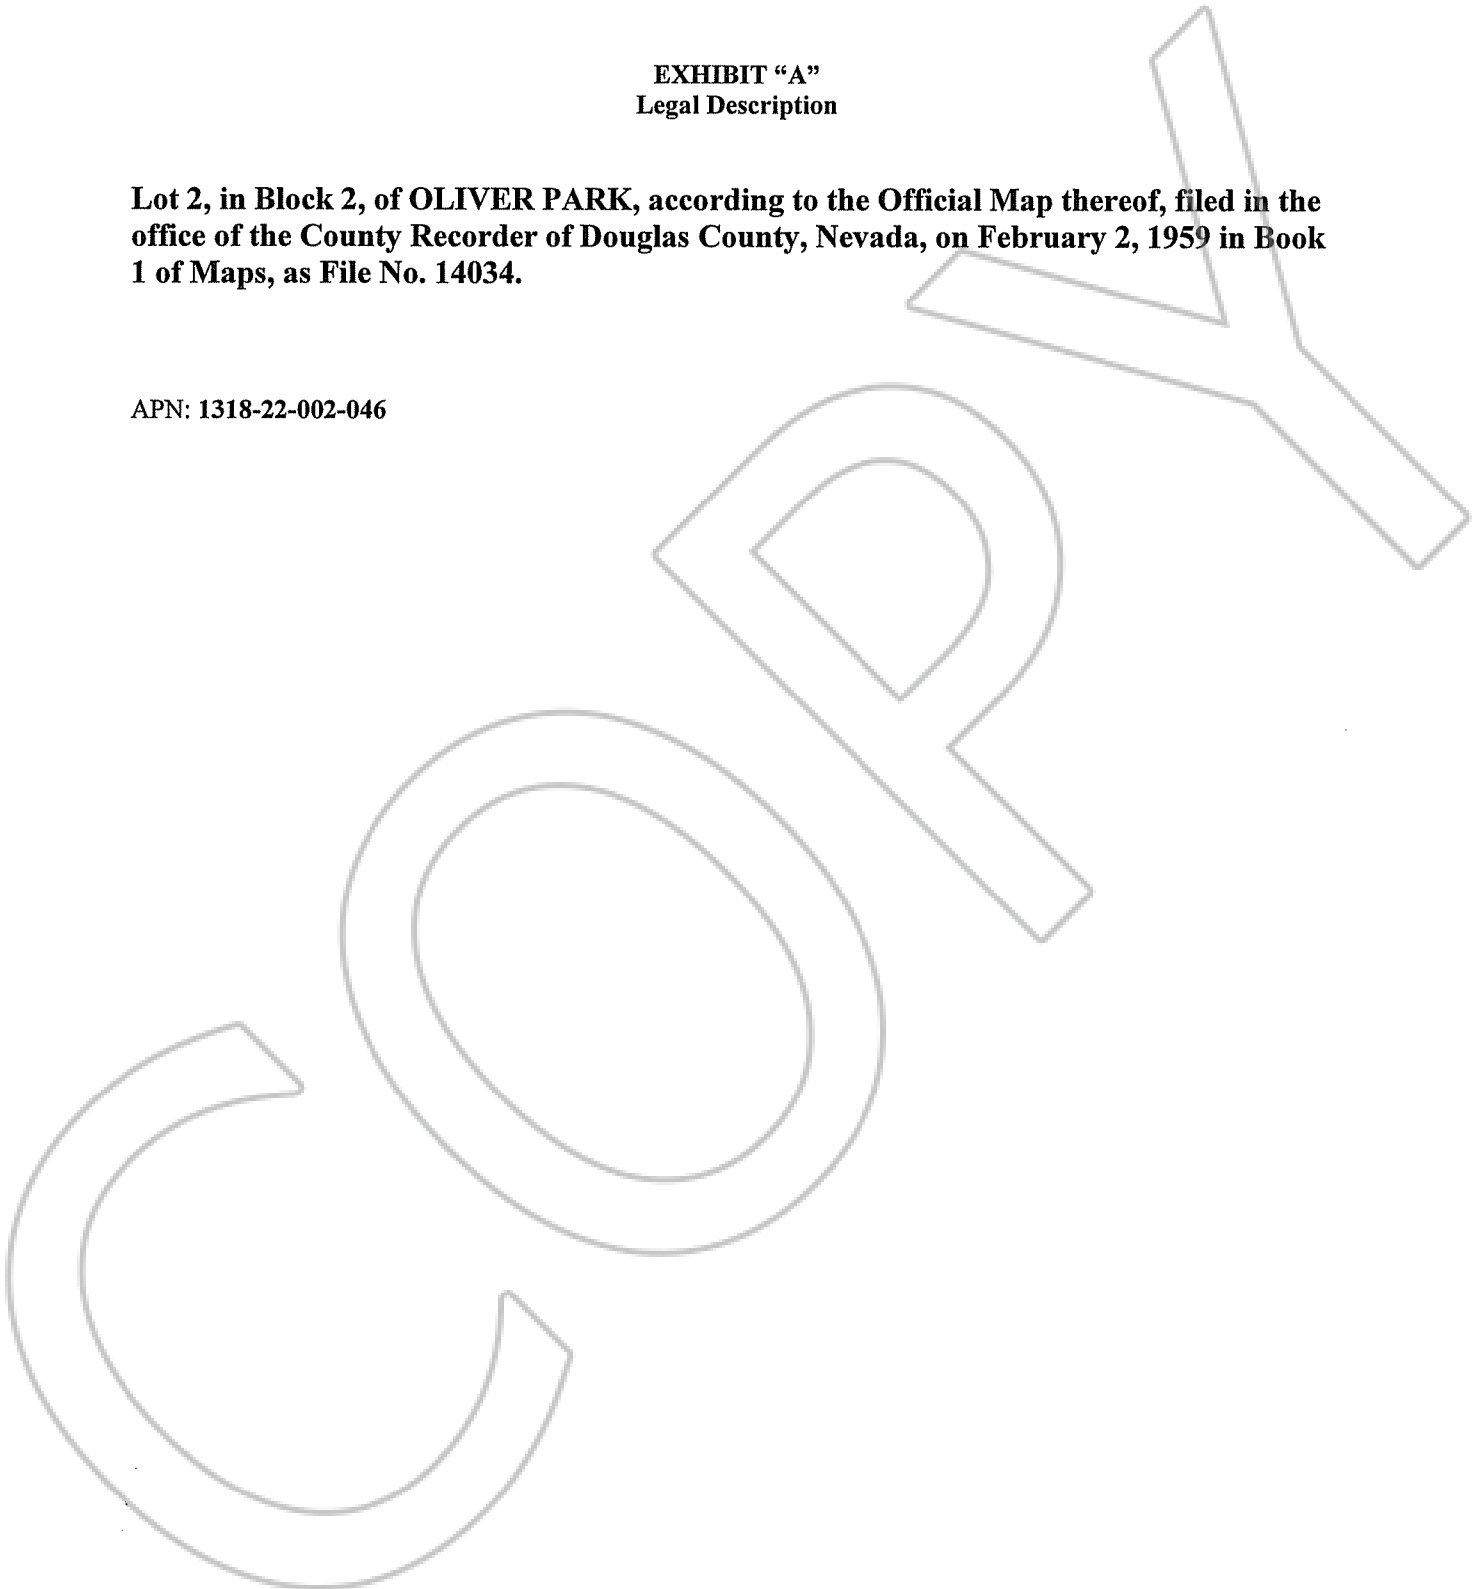 EXHIBIT “A”
Legal Description
Lot 2, in Block 2, of OLIVER PARK, according to the Official Map thereof, filed in the
office of the County Recorder of Douglas County, Nevada, on February 2, 1959 in Book
1 of Maps, as File No. 14034.
APN: 1318-22-002-046
COPY